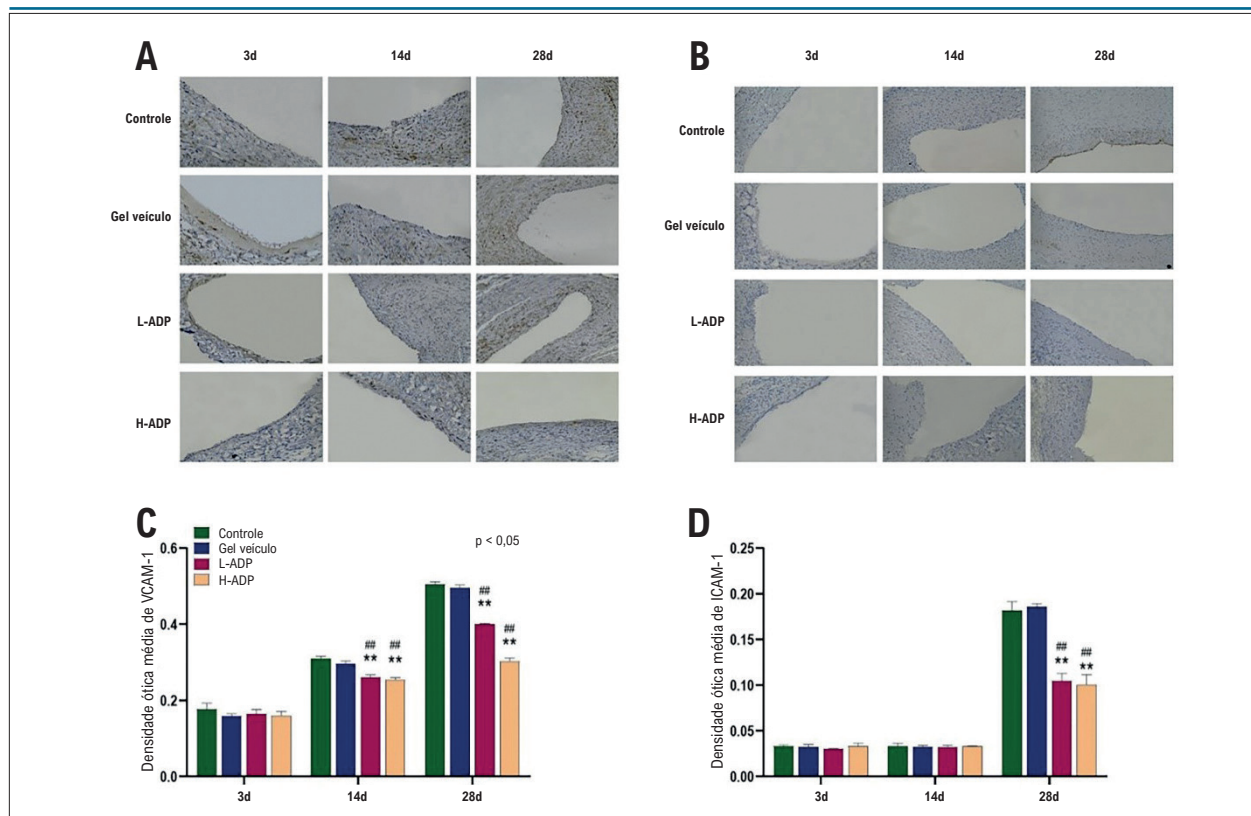 A
3d 14d 28d
Controle
Gel veículo
L-ADP
H-ADP
B
3d 14d 28d
Controle
Gel veículo
L-ADP
H-ADP
C
Controle
Gel veículo
L-ADP
H-ADP
p < 0,05
Densidade ótica média de VCAM-1
0.6
0.4
0.2
0.0
## ##
** **
##
**
##
**
3d 14d 28d
D
Densidade ótica média de ICAM-1
0.25
0.20
0.15
0.10
0.05
0.00
##
**
##
**
3d 14d 28d